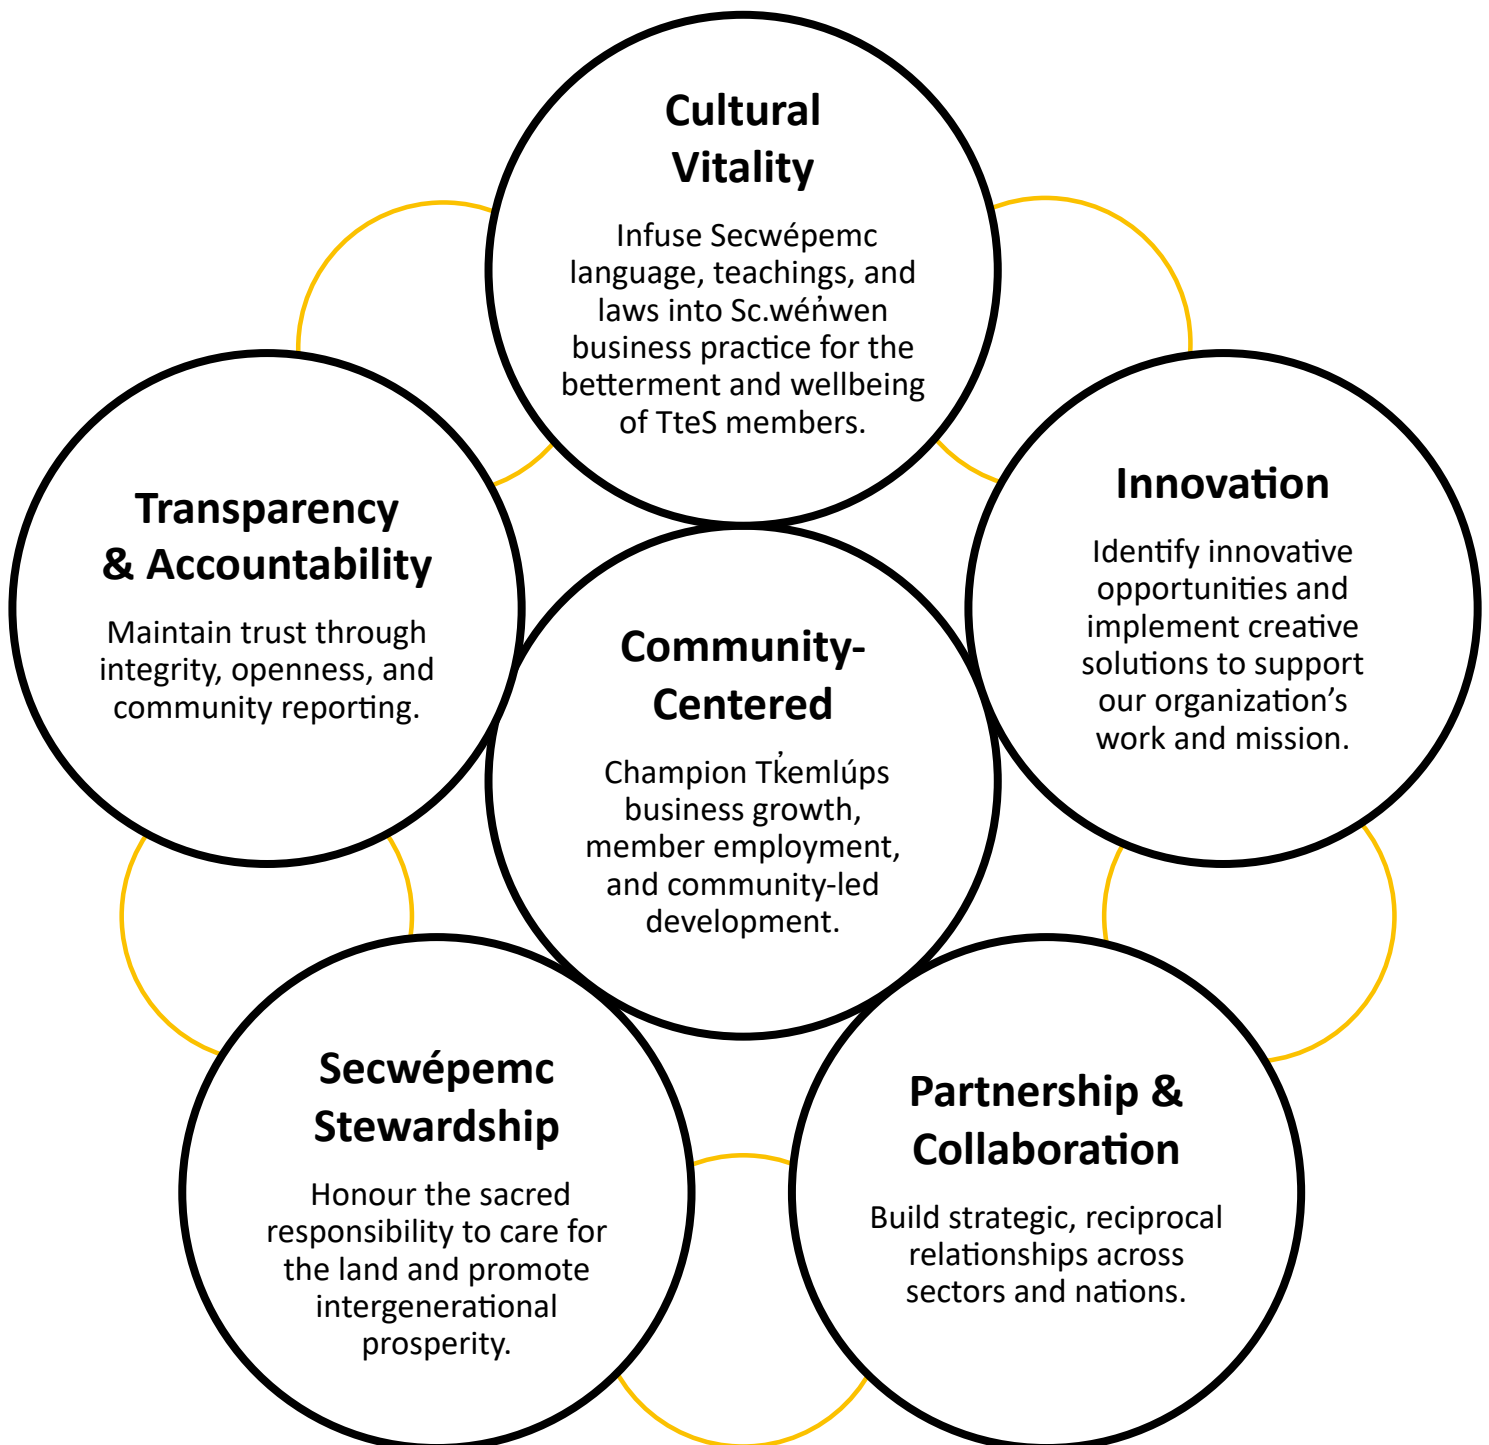 Cultural
Vitality
Infuse Secwépemc
language, teachings, and
laws into Sc.wén̓wen
business practice for the
betterment and wellbeing
of TteS members.
Transparency
& Accountability
Maintain trust through
integrity, openness, and
community reporting.
Innovation
Identify innovative
opportunities and
implement creative
solutions to support
our organization’s
work and mission.
Community-
Centered
Champion Tk̓emlúps
business growth,
member employment,
and community-led
development.
Secwépemc
Stewardship
Honour the sacred
responsibility to care for
the land and promote
intergenerational
prosperity.
Partnership &
Collaboration
Build strategic, reciprocal
relationships across
sectors and nations.